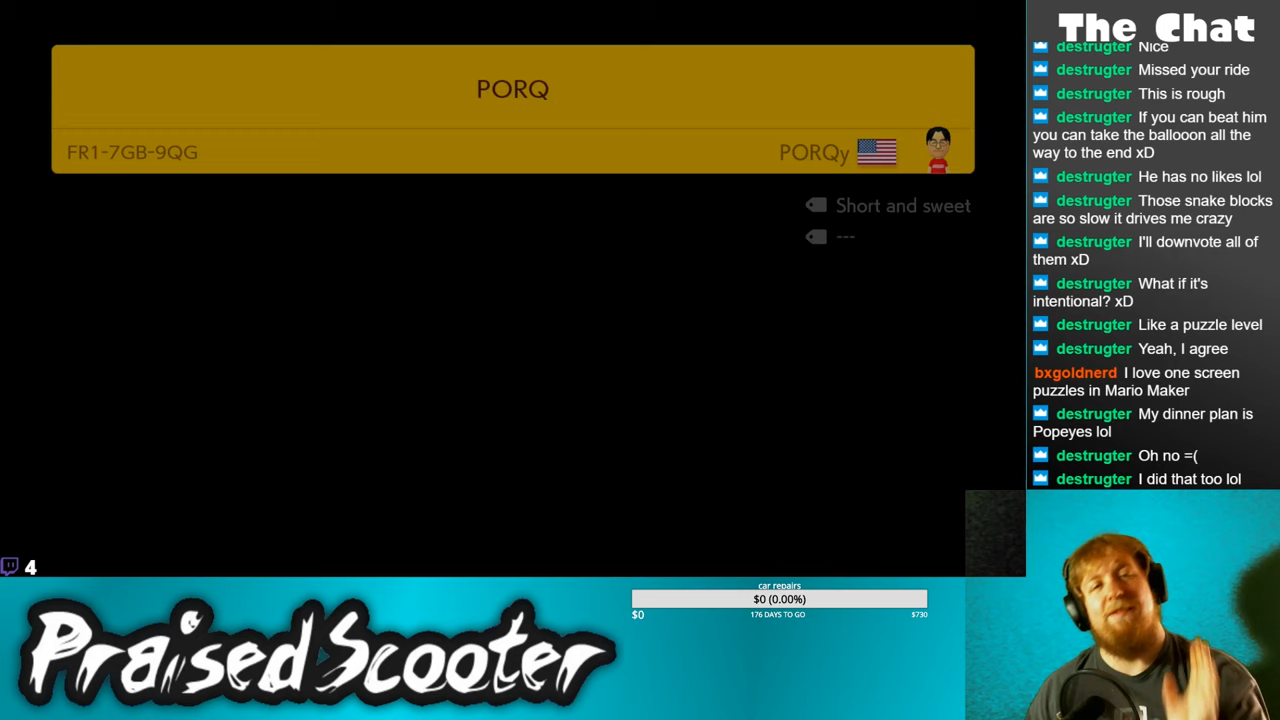 PORQ
FR1-7GB-9QG
PORQy
Short and sweet
---
The Chat
destrugter Nice
destrugter Missed your ride
destrugter This is rough
destrugter If you can beat him
you can take the ballooon all the
way to the end xD
destrugter He has no likes lol
destrugter Those snake blocks
are so slow it drives me crazy
destrugter I'll downvote all of
them xD
destrugter What if it's
intentional? xD
destrugter Like a puzzle level
destrugter Yeah, I agree
bxgoldnerd I love one screen
puzzles in Mario Maker
destrugter My dinner plan is
Popeyes lol
destrugter Oh no =(
destrugter I did that too lol
4
car repairs
$0 (0.00%)
$0
176 DAYS TO GO
$730
PraisedScooter